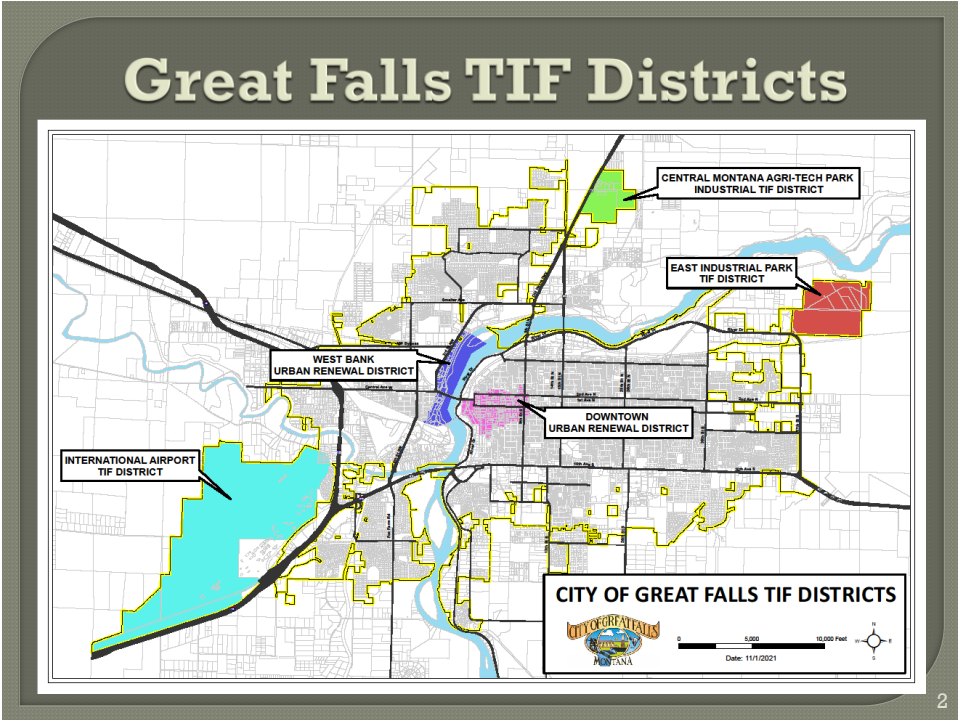 Great Falls TIF Districts
CENTRAL MONTANA AGRI-TECH PARK
INDUSTRIAL TIF DISTRICT
EAST INDUSTRIAL PARK
TIF DISTRICT
WEST BANK
URBAN RENEWAL DISTRICT
DOWNTOWN
URBAN RENEWAL DISTRICT
INTERNATIONAL AIRPORT
TIF DISTRICT
CITY OF GREAT FALLS TIF DISTRICTS
CITY OF GREAT FALLS
MONTANA
0 5,000 10,000 Feet
Date: 11/1/2021
N
W E
S
2